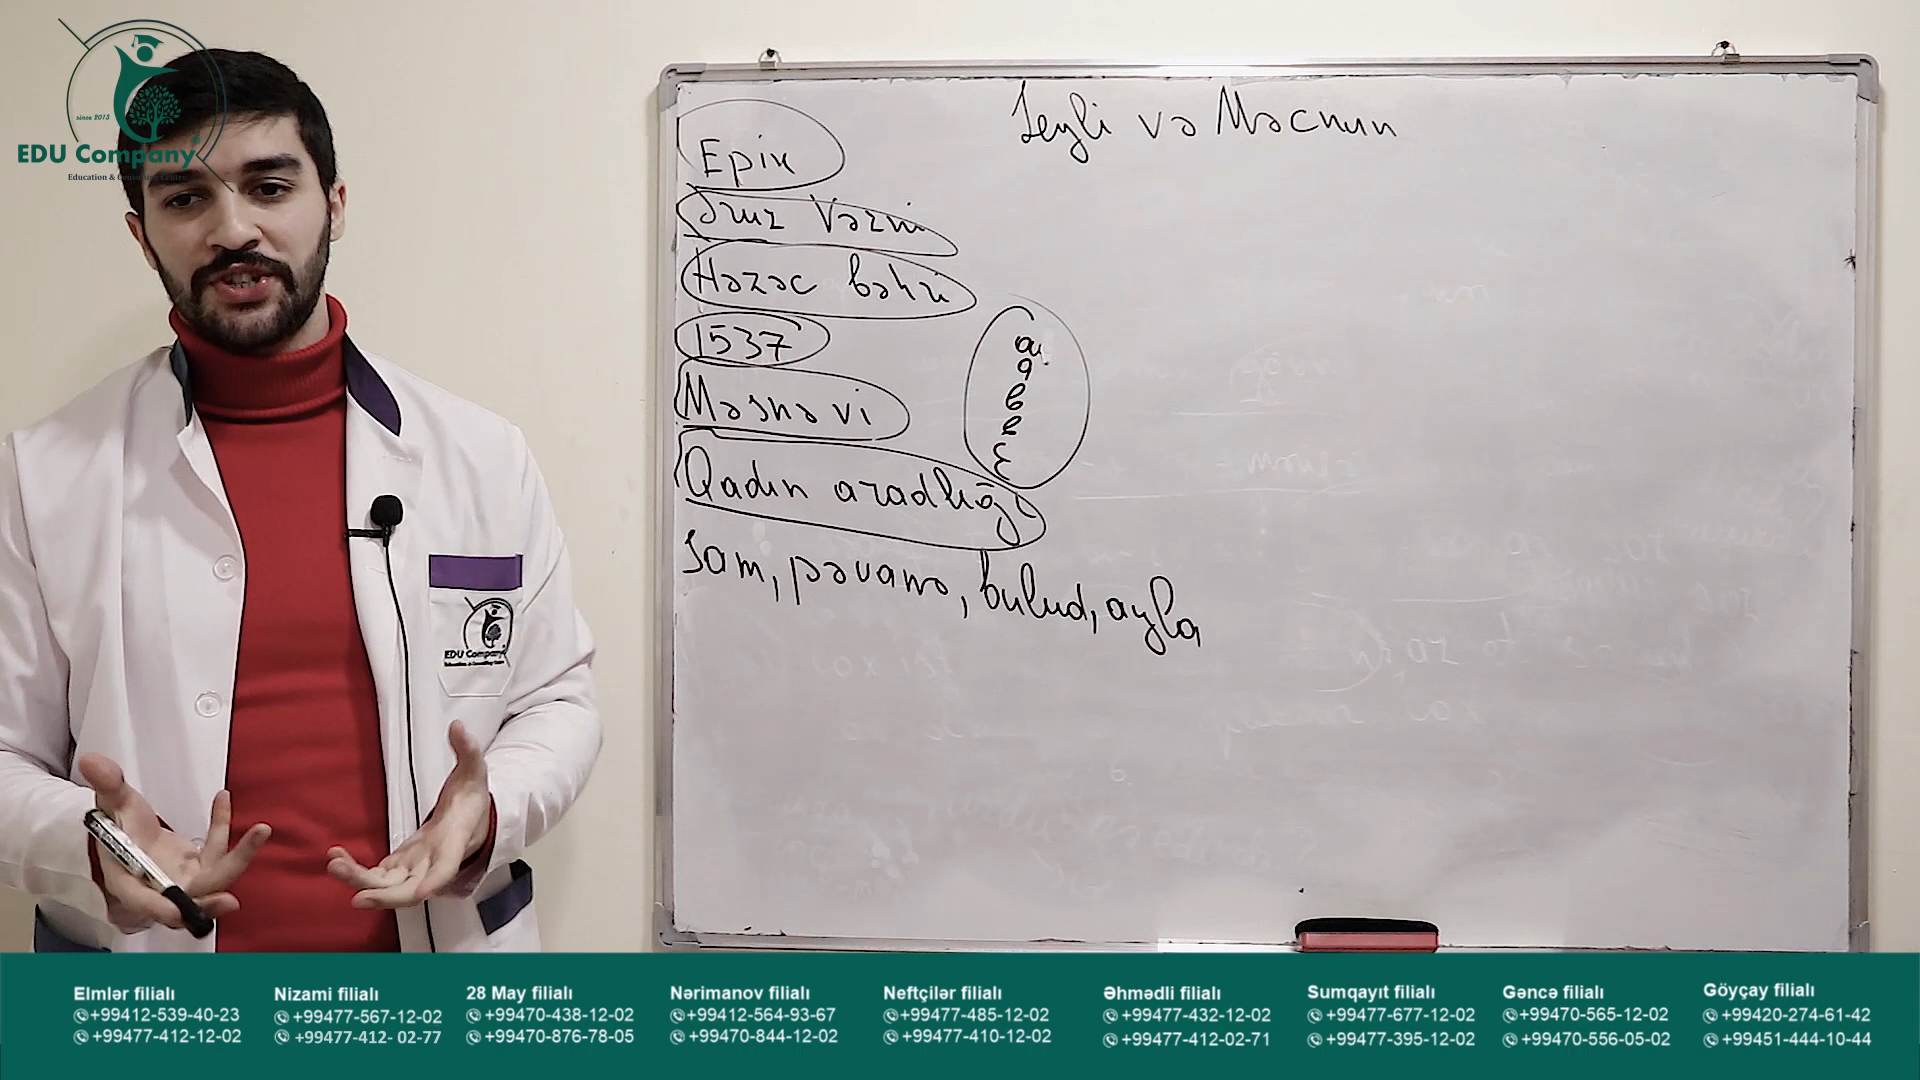 since 2013
EDU Company
Education & Consulting Centre
Leyli və Məcnun
Epik
Əruz Vəzni
Həzəc bəhri
1537
Məsnəvi
Qadın azadlığı
a
a
b
b
Şam, pəvanə, buludı, ayla
EDU Company
Elmlər filialı
+99412-539-40-23
+99477-412-12-02
Nizami filialı
+99477-567-12-02
+99477-412- 02-77
28 May filialı
+99470-438-12-02
+99470-876-78-05
Nərimanov filialı
+99412-564-93-67
+99470-844-12-02
Neftçilər filialı
+99477-485-12-02
+99477-410-12-02
Əhmədli filialı
+99477-432-12-02
+99477-412-02-71
Sumqayıt filialı
+99477-677-12-02
+99477-395-12-02
Gəncə filialı
+99470-565-12-02
+99470-556-05-02
Göyçay filialı
+99420-274-61-42
+99451-444-10-44